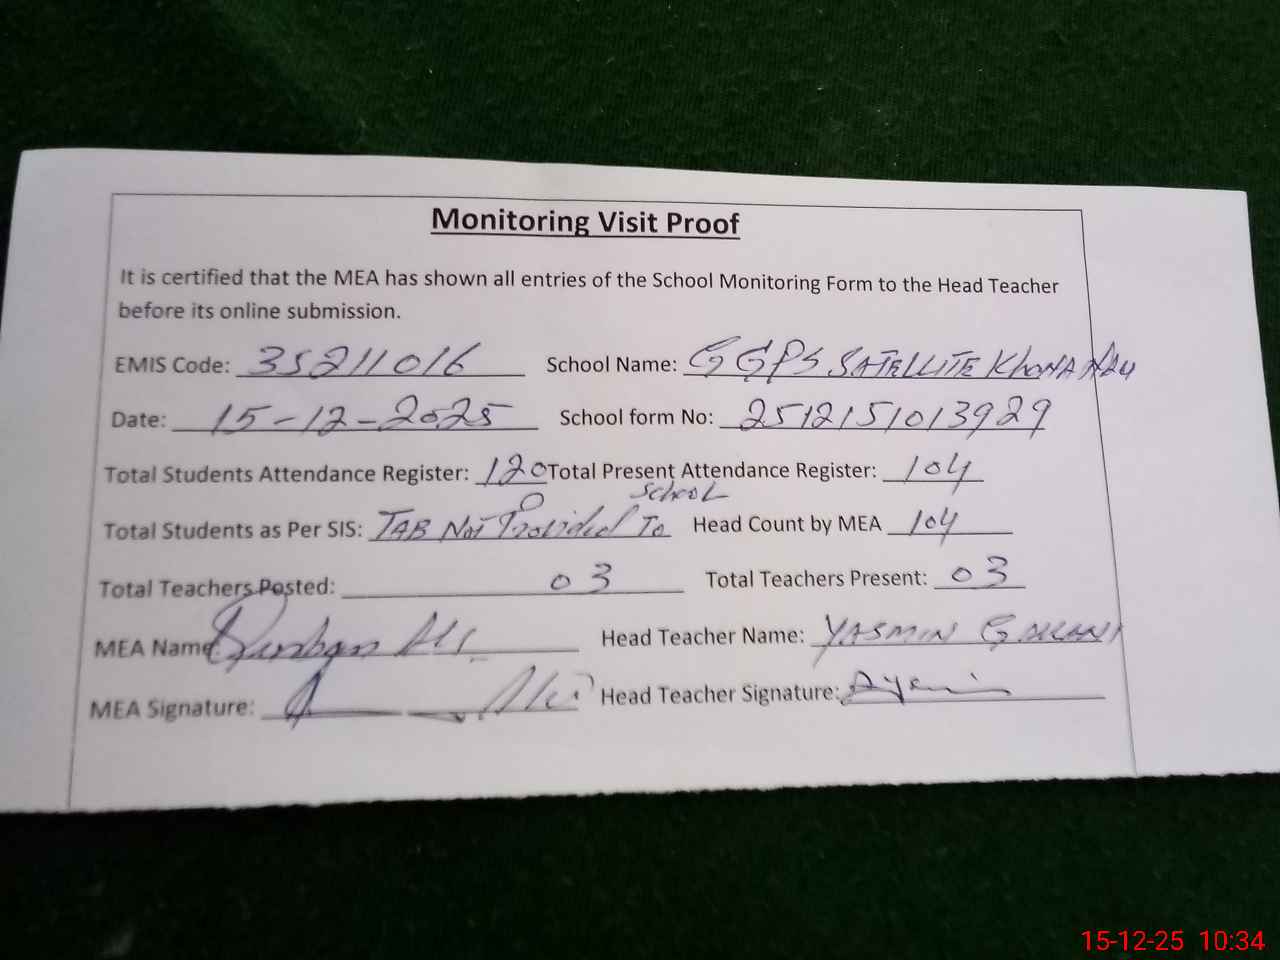 Monitoring Visit Proof
It is certified that the MEA has shown all entries of the School Monitoring Form to the Head Teacher
before its online submission.
EMIS Code: 35211016 School Name: GGPS SATELLITE KhoNA
Date: 15-12-2025 School form No: 2512151013929
Total Students Attendance Register: 120 Total Present Attendance Register: 104
Total Students as Per SIS: TAB Not Provided To School Head Count by MEA 104
Total Teachers Posted: 03 Total Teachers Present: 03
MEA Name: Ali Head Teacher Name: YASMIN
MEA Signature: Head Teacher Signature:
15-12-25 10:34